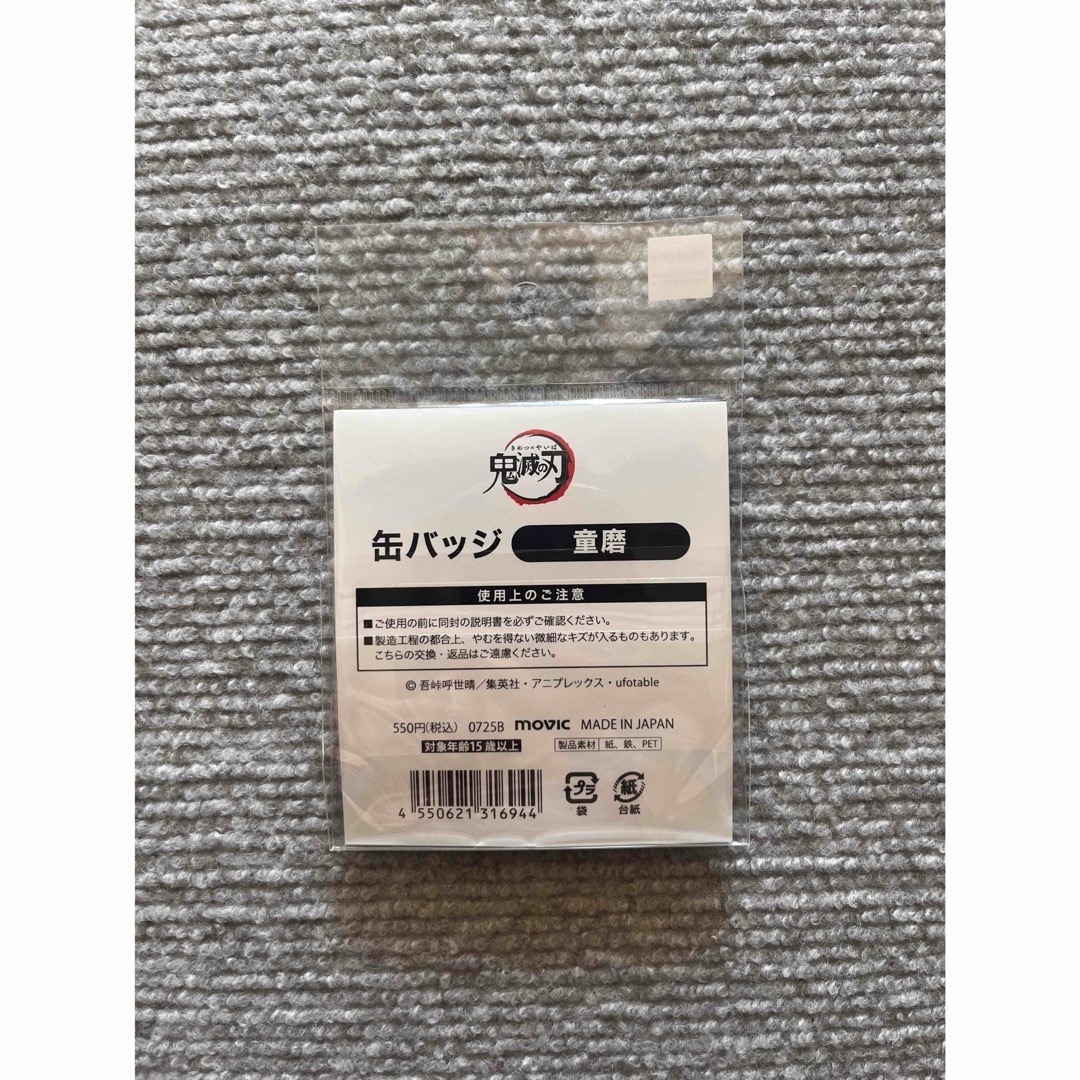 きめつのやいば
鬼滅の刃
缶バッジ 童磨
使用上のご注意
■ご使用の前に同封の説明書を必ずご確認ください。
■製造工程の都合上、やむを得ない微細なキズが入るものもあります。
こちらの交換・返品はご遠慮ください。
© 吾峠呼世晴／集英社・アニプレックス・ufotable
550円(税込) 0725B movic MADE IN JAPAN
対象年齢15歳以上 製品素材 紙、鉄、PET
プラ 紙
袋 台紙
4 550621 316944